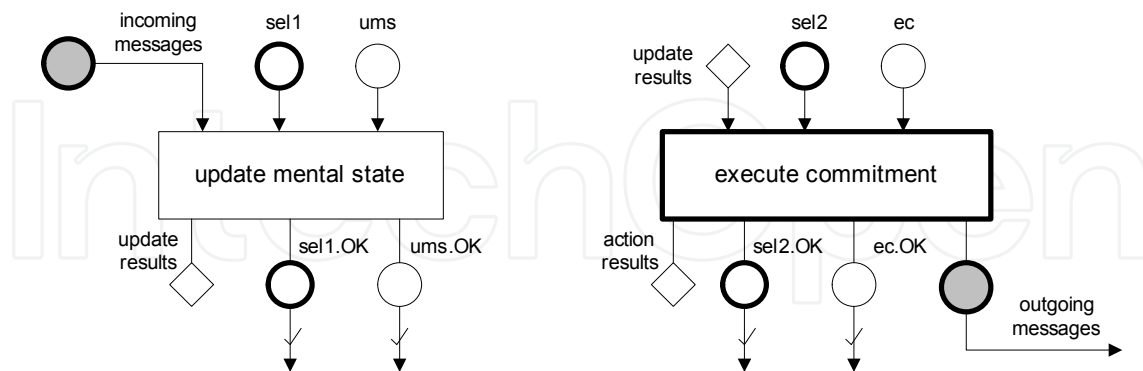 incoming
messages
sel1
ums
update mental state
update
results
sel1.OK
ums.OK
update
results
sel2
ec
execute commitment
action
results
sel2.OK
ec.OK
outgoing
messages
IntechOpen